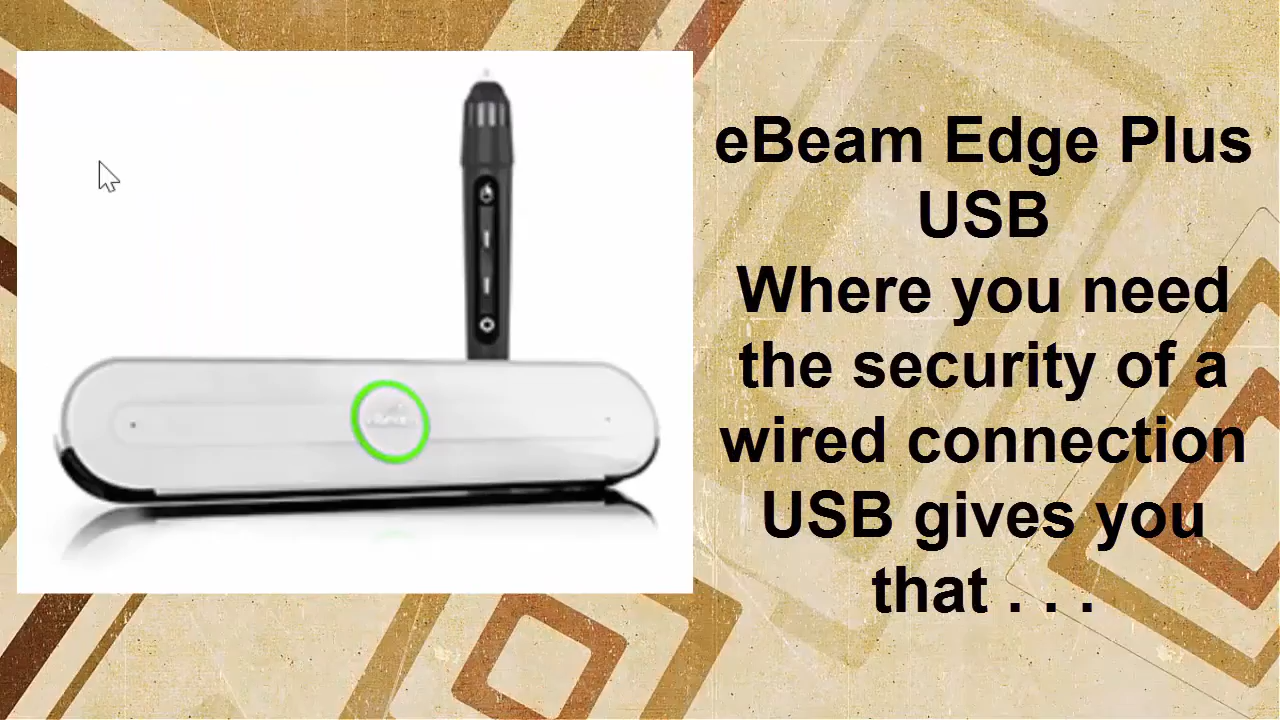 eBeam Edge Plus
USB
Where you need
the security of a
wired connection
USB gives you
that . . .